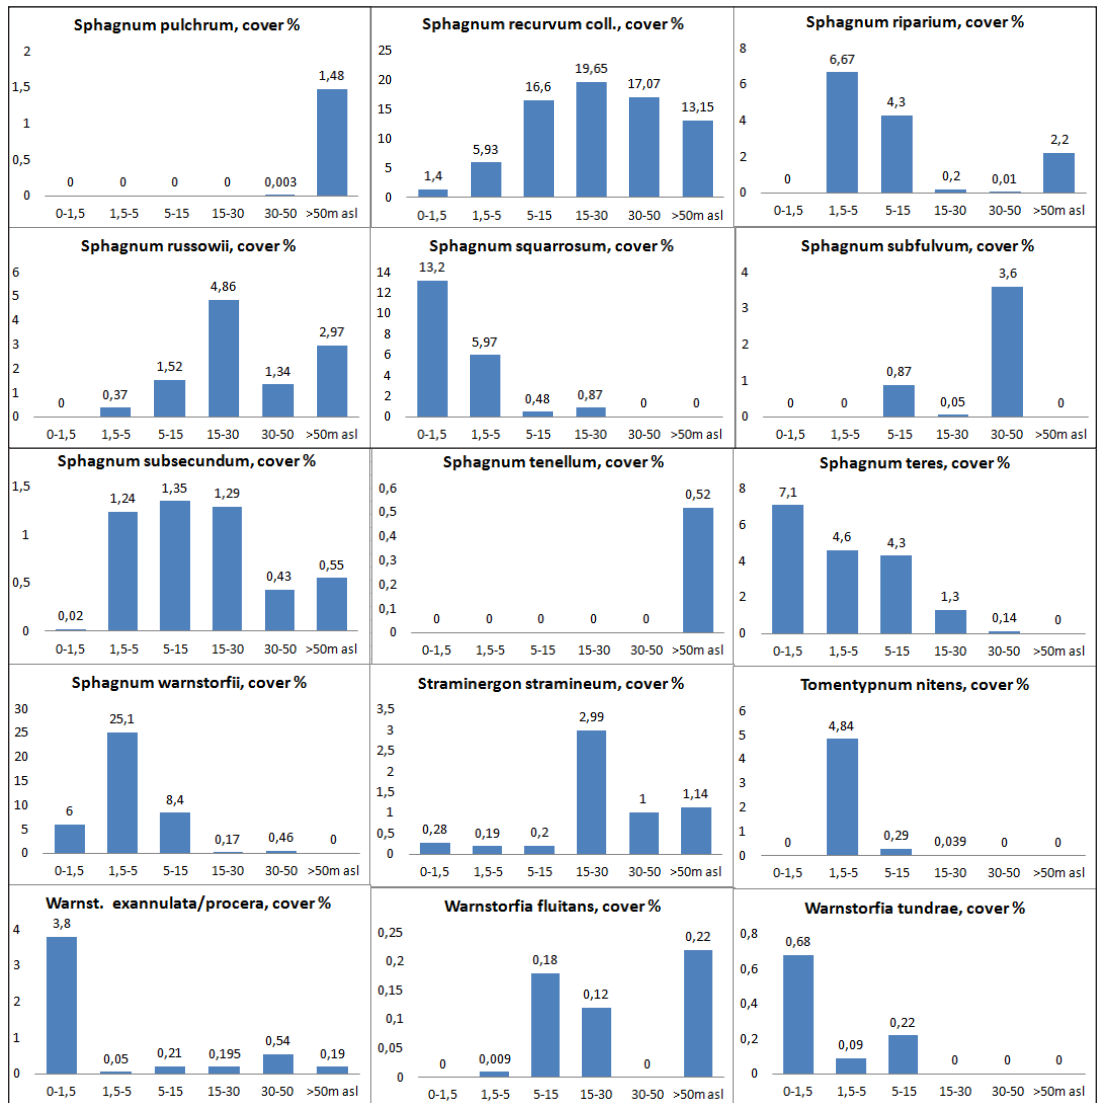 Sphagnum pulchrum, cover %
2
1,5
1
0,5
0
0 0 0 0 0,003 1,48
0-1,5 1,5-5 5-15 15-30 30-50 >50m asl
Sphagnum recurvum coll., cover %
25
20
15
10
5
0
1,4 5,93 16,6 19,65 17,07 13,15
0-1,5 1,5-5 5-15 15-30 30-50 >50m asl
Sphagnum riparium, cover %
8
6
4
2
0
0 6,67 4,3 0,2 0,01 2,2
0-1,5 1,5-5 5-15 15-30 30-50 >50m asl
Sphagnum russowii, cover %
6
5
4
3
2
1
0
0 0,37 1,52 4,86 1,34 2,97
0-1,5 1,5-5 5-15 15-30 30-50 >50m asl
Sphagnum squarrosum, cover %
14
12
10
8
6
4
2
0
13,2 5,97 0,48 0,87 0 0
0-1,5 1,5-5 5-15 15-30 30-50 >50m asl
Sphagnum subfulvum, cover %
4
3
2
1
0
0 0 0,87 0,05 3,6 0
0-1,5 1,5-5 5-15 15-30 30-50 >50m asl
Sphagnum subsecundum, cover %
1,5
1
0,5
0
0,02 1,24 1,35 1,29 0,43 0,55
0-1,5 1,5-5 5-15 15-30 30-50 >50m asl
Sphagnum tenellum, cover %
0,6
0,5
0,4
0,3
0,2
0,1
0
0 0 0 0 0 0,52
0-1,5 1,5-5 5-15 15-30 30-50 >50m asl
Sphagnum teres, cover %
8
6
4
2
0
7,1 4,6 4,3 1,3 0,14 0
0-1,5 1,5-5 5-15 15-30 30-50 >50m asl
Sphagnum warnstorfii, cover %
30
25
20
15
10
5
0
6 25,1 8,4 0,17 0,46 0
0-1,5 1,5-5 5-15 15-30 30-50 >50m asl
Straminergon stramineum, cover %
3,5
3
2,5
2
1,5
1
0,5
0
0,28 0,19 0,2 2,99 1 1,14
0-1,5 1,5-5 5-15 15-30 30-50 >50m asl
Tomentypnum nitens, cover %
6
5
4
3
2
1
0
0 4,84 0,29 0,039 0 0
0-1,5 1,5-5 5-15 15-30 30-50 >50m asl
Warnst. exannulata/procera, cover %
4
3
2
1
0
3,8 0,05 0,21 0,195 0,54 0,19
0-1,5 1,5-5 5-15 15-30 30-50 >50m asl
Warnstorfia fluitans, cover %
0,25
0,2
0,15
0,1
0,05
0
0 0,009 0,18 0,12 0 0,22
0-1,5 1,5-5 5-15 15-30 30-50 >50m asl
Warnstorfia tundrae, cover %
0,8
0,6
0,4
0,2
0
0,68 0,09 0,22 0 0 0
0-1,5 1,5-5 5-15 15-30 30-50 >50m asl